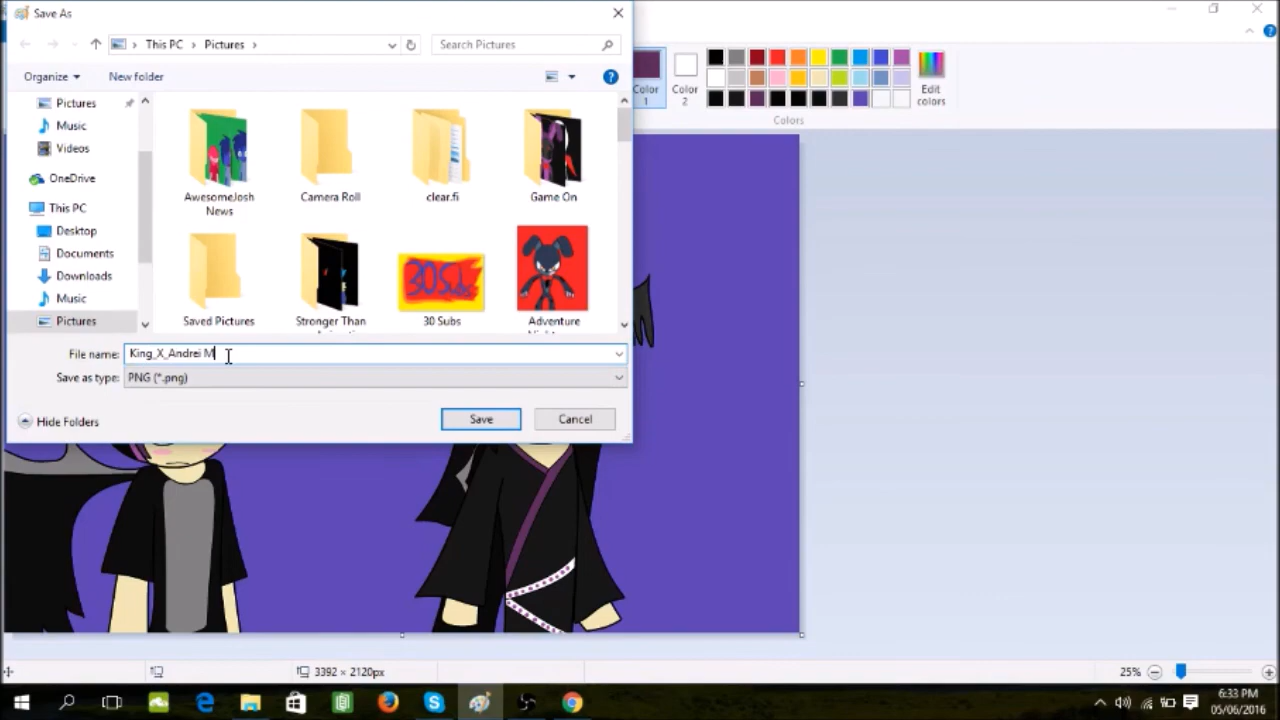 Save As
This PC
Pictures
Search Pictures
Organize
New folder
Pictures
Music
Videos
OneDrive
This PC
Desktop
Documents
Downloads
Music
Pictures
AwesomeJosh
News
Camera Roll
clear.fi
Game On
Saved Pictures
Stronger Than
30Subs
30 Subs
Adventure
File name:
King_X_Andrei M
Save as type:
PNG (*.png)
Hide Folders
Save
Cancel
Color
1
Color
2
Edit
colors
Colors
3392 × 2120px
25%
6:33 PM
05/06/2016